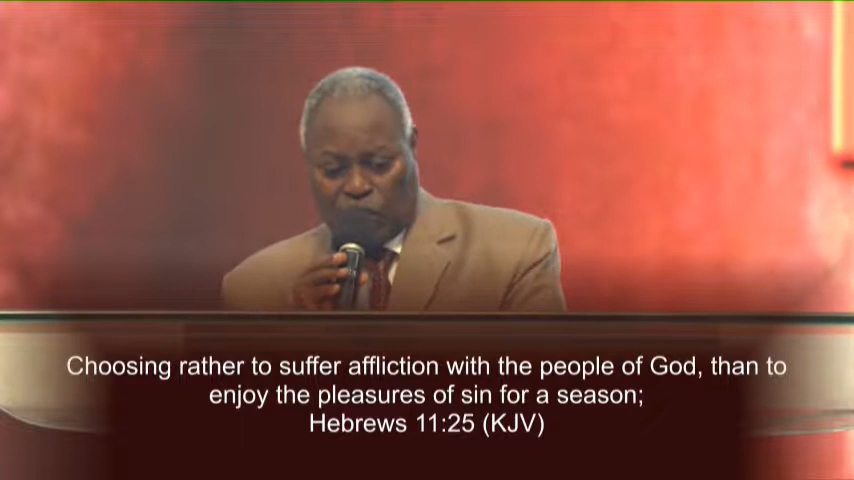 Choosing rather to suffer affliction with the people of God, than to
enjoy the pleasures of sin for a season;
Hebrews 11:25 (KJV)